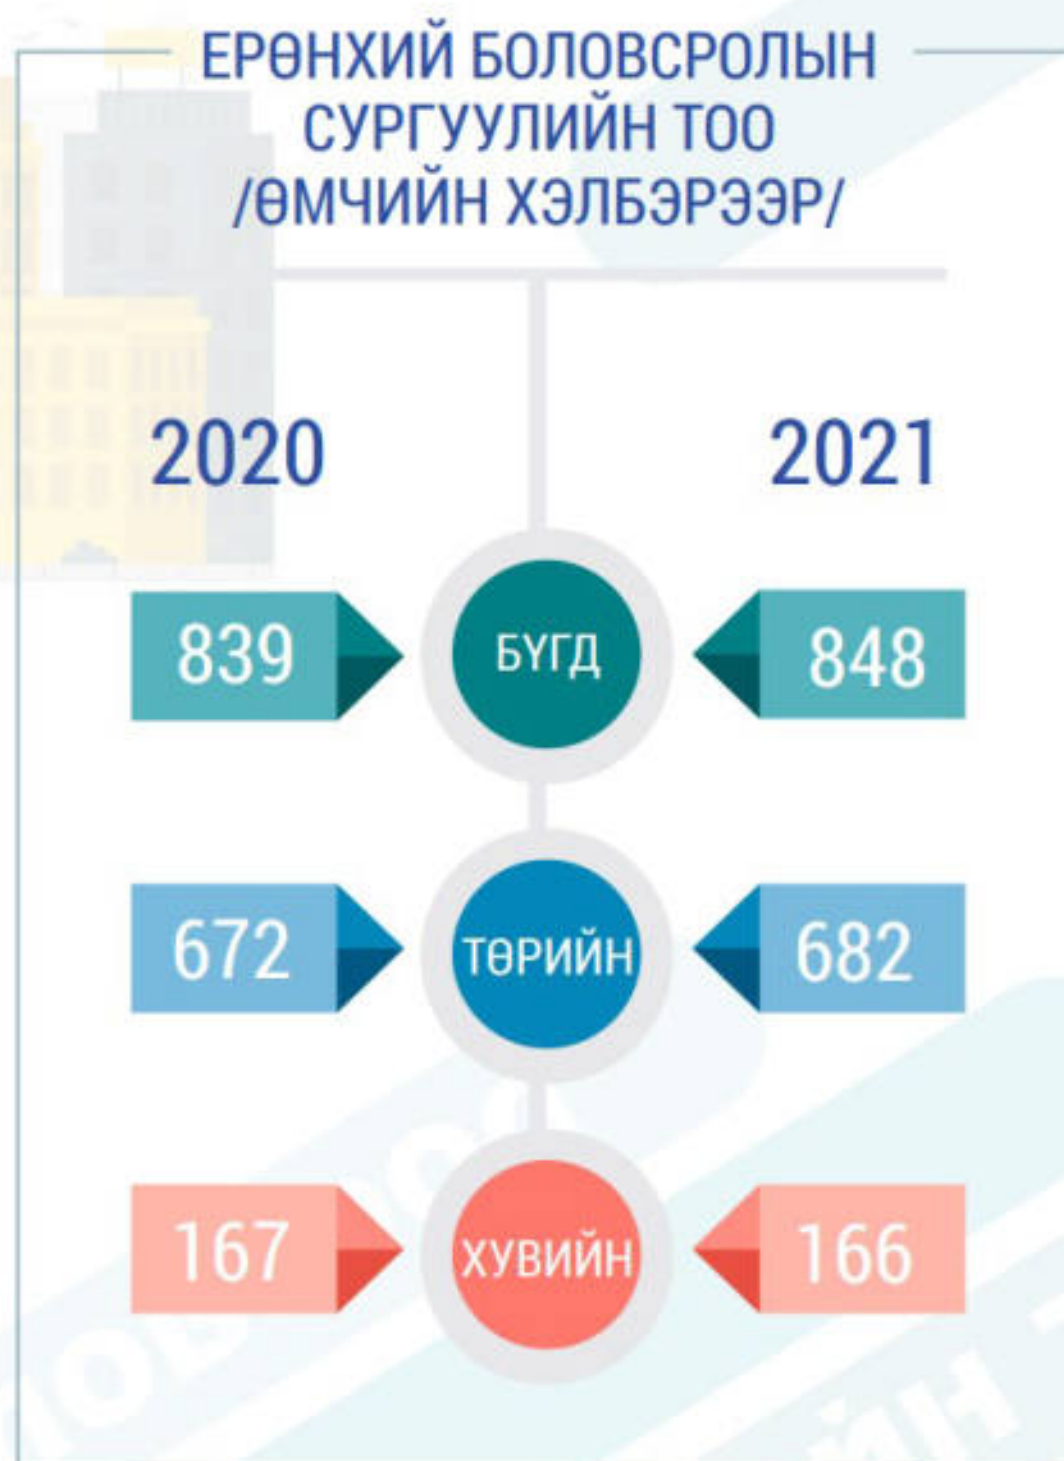 ЕРӨНХИЙ БОЛОВСРОЛЫН
СУРГУУЛИЙН ТОО
/ӨМЧИЙН ХЭЛБЭРЭЭР/
2020 2021
839 БҮГД 848
672 ТӨРИЙН 682
167 ХУВИЙН 166